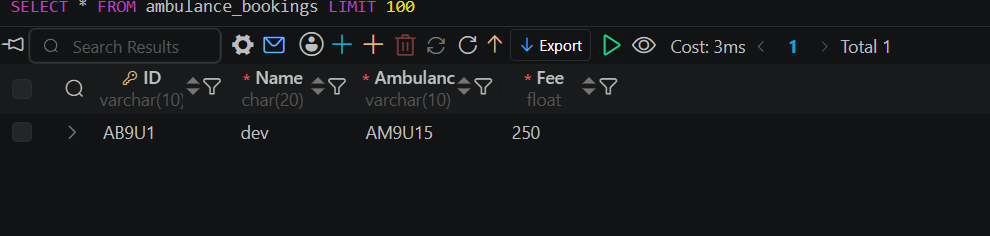 SELECT * FROM ambulance_bookings LIMIT 100
Search Results Export Cost: 3ms 1 Total 1
ID * Name * Ambulanc * Fee
varchar(10) char(20) varchar(10) float
AB9U1 dev AM9U15 250